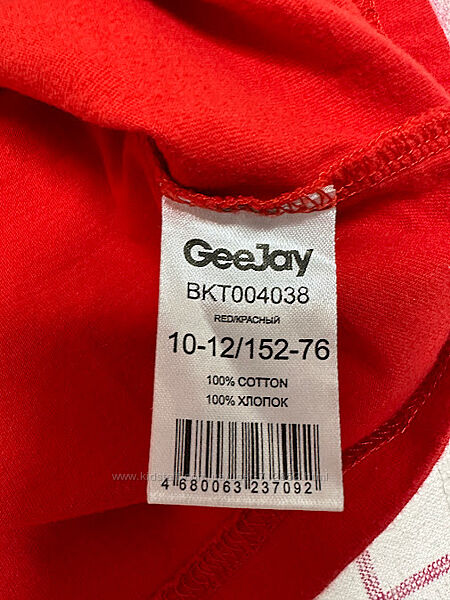 GeeJay
BKT004038
RED/КРАСНЫЙ
10-12/152-76
100% COTTON
100% ХЛОПОК
4 680063 237092